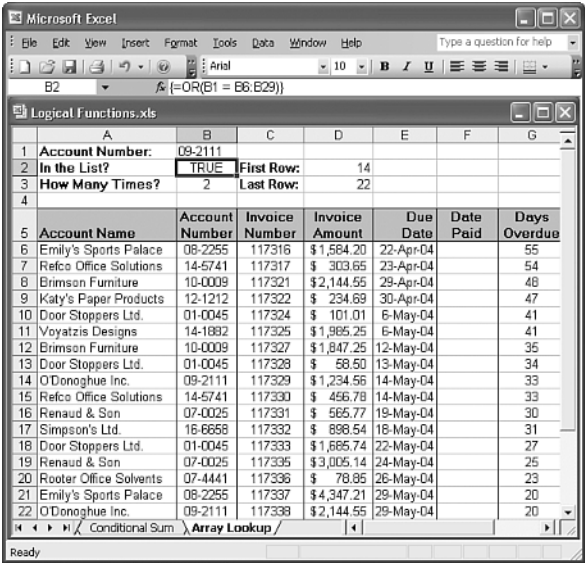 Microsoft Excel
File Edit View Insert Format Tools Data Window Help Type a question for help
Arial 10 B I U
B2 fx {=OR(B1 = B6:B29)}
Logical Functions.xls
A B C D E F G
1 Account Number: 09-2111
2 In the List? TRUE First Row: 14
3 How Many Times? 2 Last Row: 22
4
5 Account Name Account Number Invoice Number Invoice Amount Due Date Date Paid Days Overdue
6 Emily's Sports Palace 08-2255 117316 $1,584.20 22-Apr-04 55
7 Refco Office Solutions 14-5741 117317 $ 303.65 23-Apr-04 54
8 Brimson Furniture 10-0009 117321 $2,144.55 29-Apr-04 48
9 Katy's Paper Products 12-1212 117322 $ 234.69 30-Apr-04 47
10 Door Stoppers Ltd. 01-0045 117324 $ 101.01 6-May-04 41
11 Voyatzis Designs 14-1882 117325 $1,985.25 6-May-04 41
12 Brimson Furniture 10-0009 117327 $1,847.25 12-May-04 35
13 Door Stoppers Ltd. 01-0045 117328 $ 58.50 13-May-04 34
14 O'Donoghue Inc. 09-2111 117329 $1,234.56 14-May-04 33
15 Refco Office Solutions 14-5741 117330 $ 456.78 14-May-04 33
16 Renaud & Son 07-0025 117331 $ 565.77 19-May-04 30
17 Simpson's Ltd. 16-6658 117332 $ 898.54 18-May-04 31
18 Door Stoppers Ltd. 01-0045 117333 $1,685.74 22-May-04 27
19 Renaud & Son 07-0025 117335 $3,005.14 24-May-04 25
20 Rooter Office Solvents 07-4441 117336 $ 78.85 26-May-04 23
21 Emily's Sports Palace 08-2255 117337 $4,347.21 29-May-04 20
22 O'Donoghue Inc. 09-2111 117338 $2,144.55 29-May-04 20
Conditional Sum Array Lookup
Ready